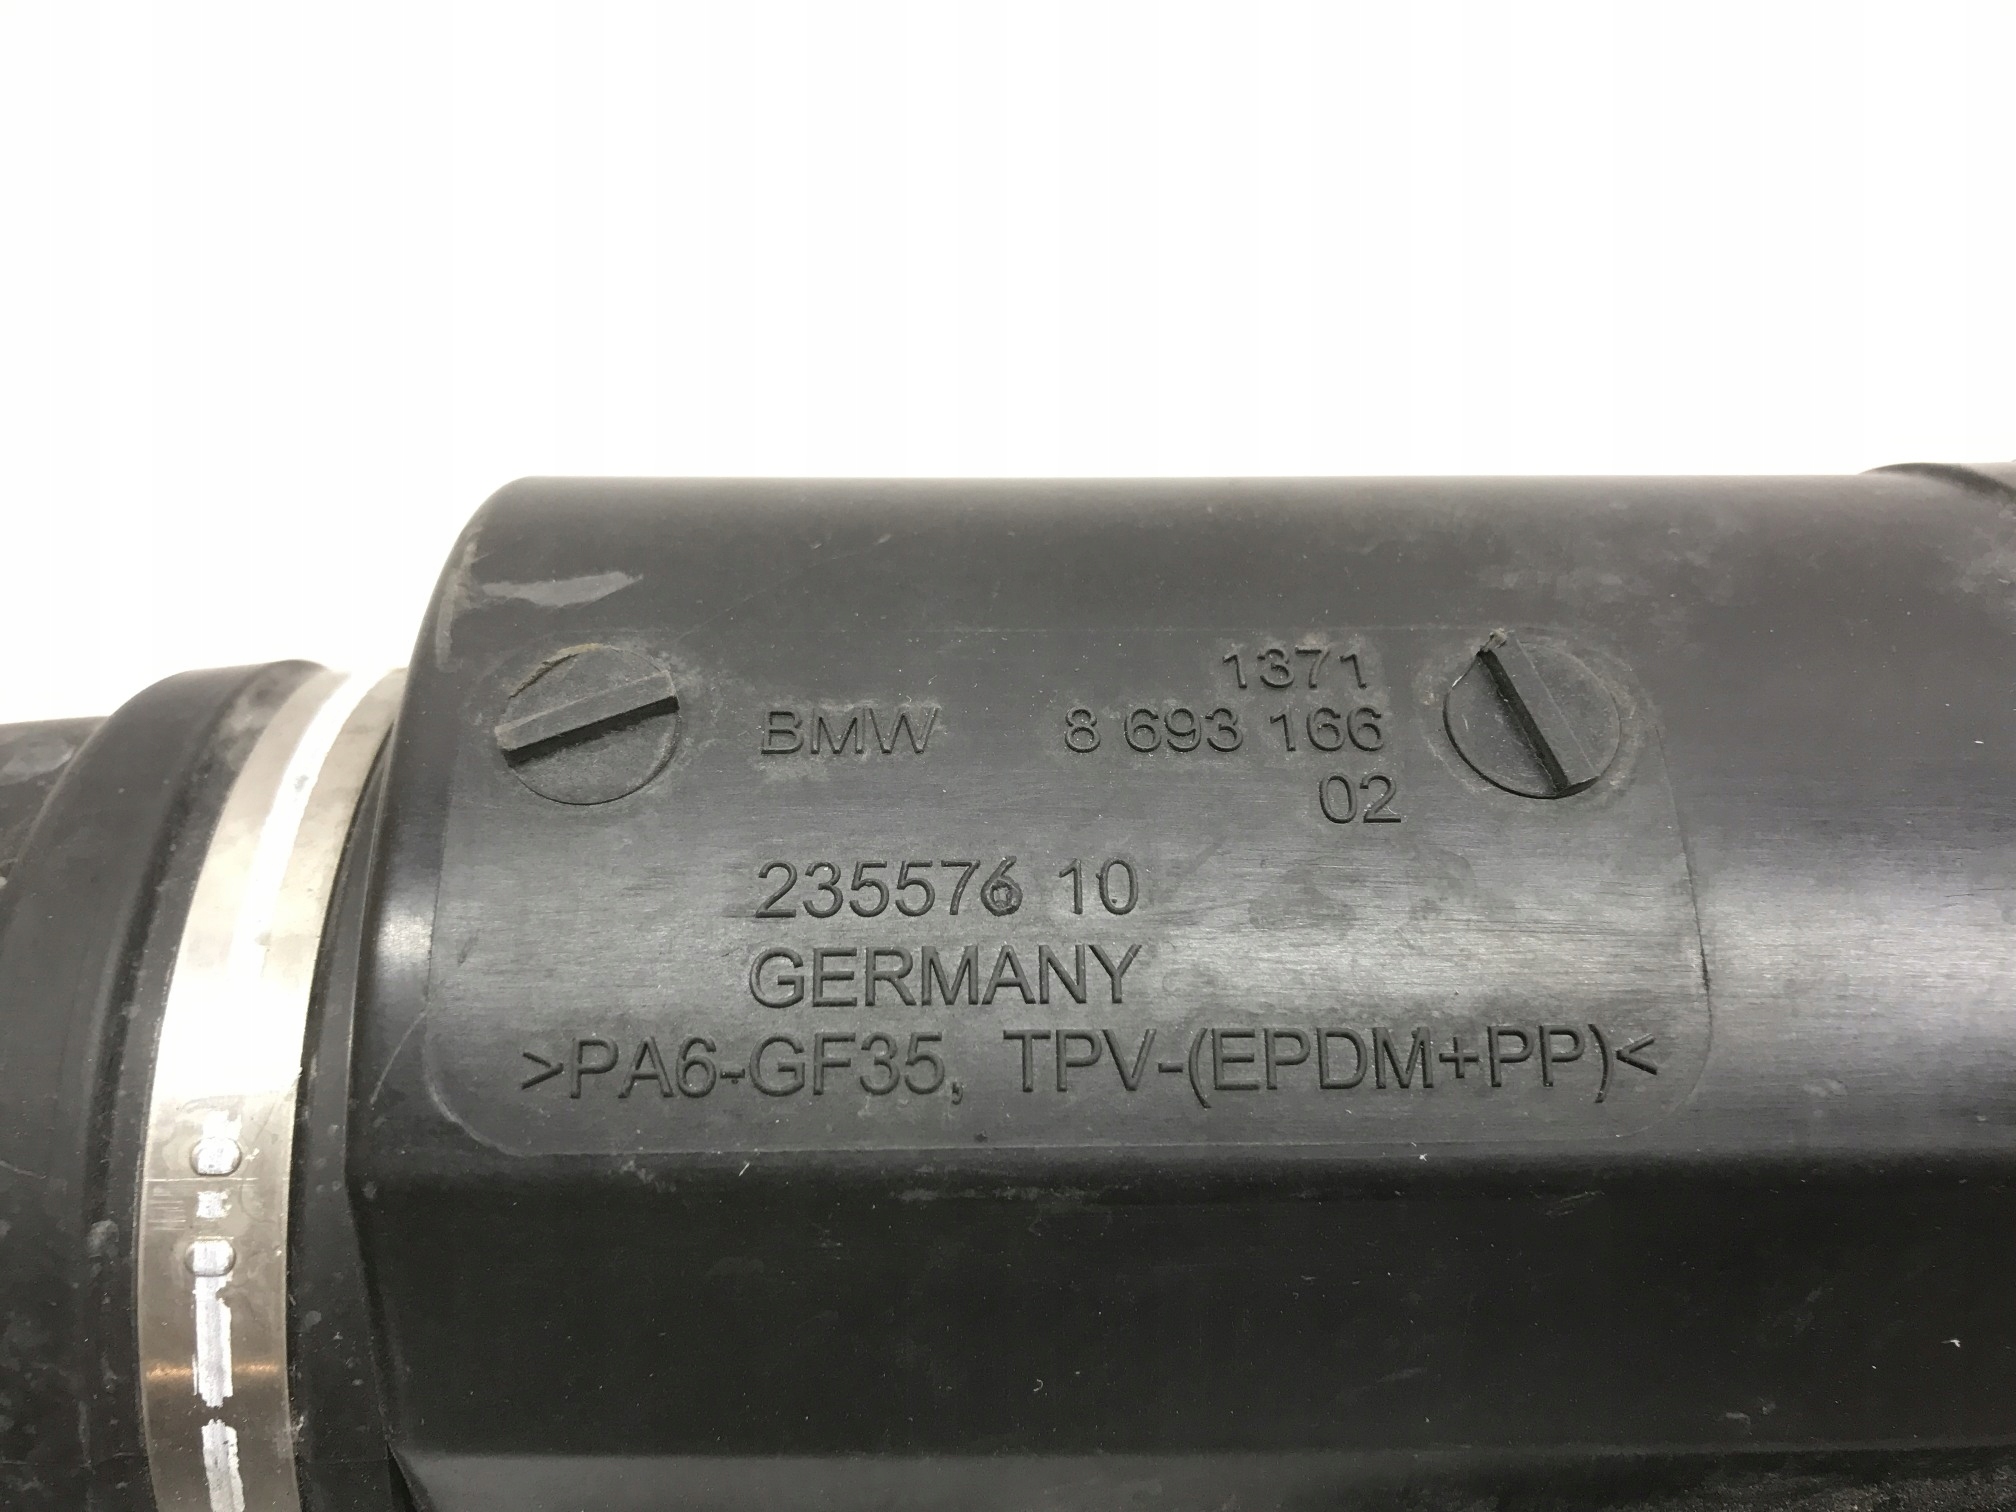 1371
BMW 8 693 166
02
235576 10
GERMANY
>PA6-GF35, TPV-(EPDM+PP)<